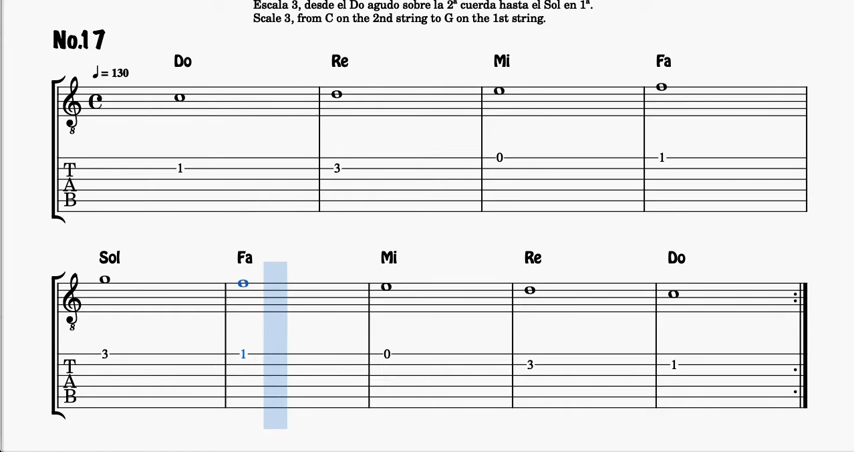 Escala 3, desde el Do agudo sobre la 2ª cuerda hasta el Sol en 1ª.
Scale 3, from C on the 2nd string to G on the 1st string.
No.17
♩ = 130
Do Re Mi Fa
8
1 3 0 1
T
A
B
Sol Fa Mi Re Do
8
3 1 0 3 1
T
A
B